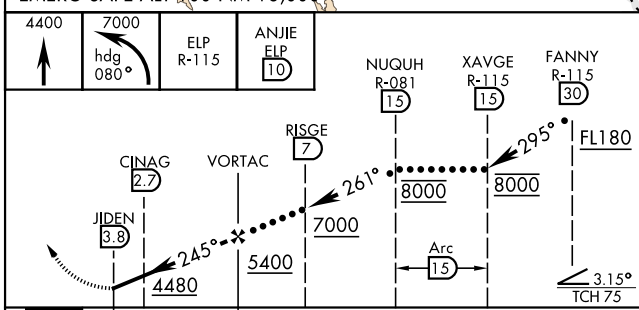 4400
7000
hdg
080°
ELP
R-115
ANJIE
ELP
10
NUQUH
R-081
15
XAVGE
R-115
15
FANNY
R-115
30
RISGE
7
CINAG
2.7
VORTAC
JIDEN
3.8
295°
FL180
261°
8000
8000
7000
245°
5400
4480
Arc
15
3.15°
TCH 75